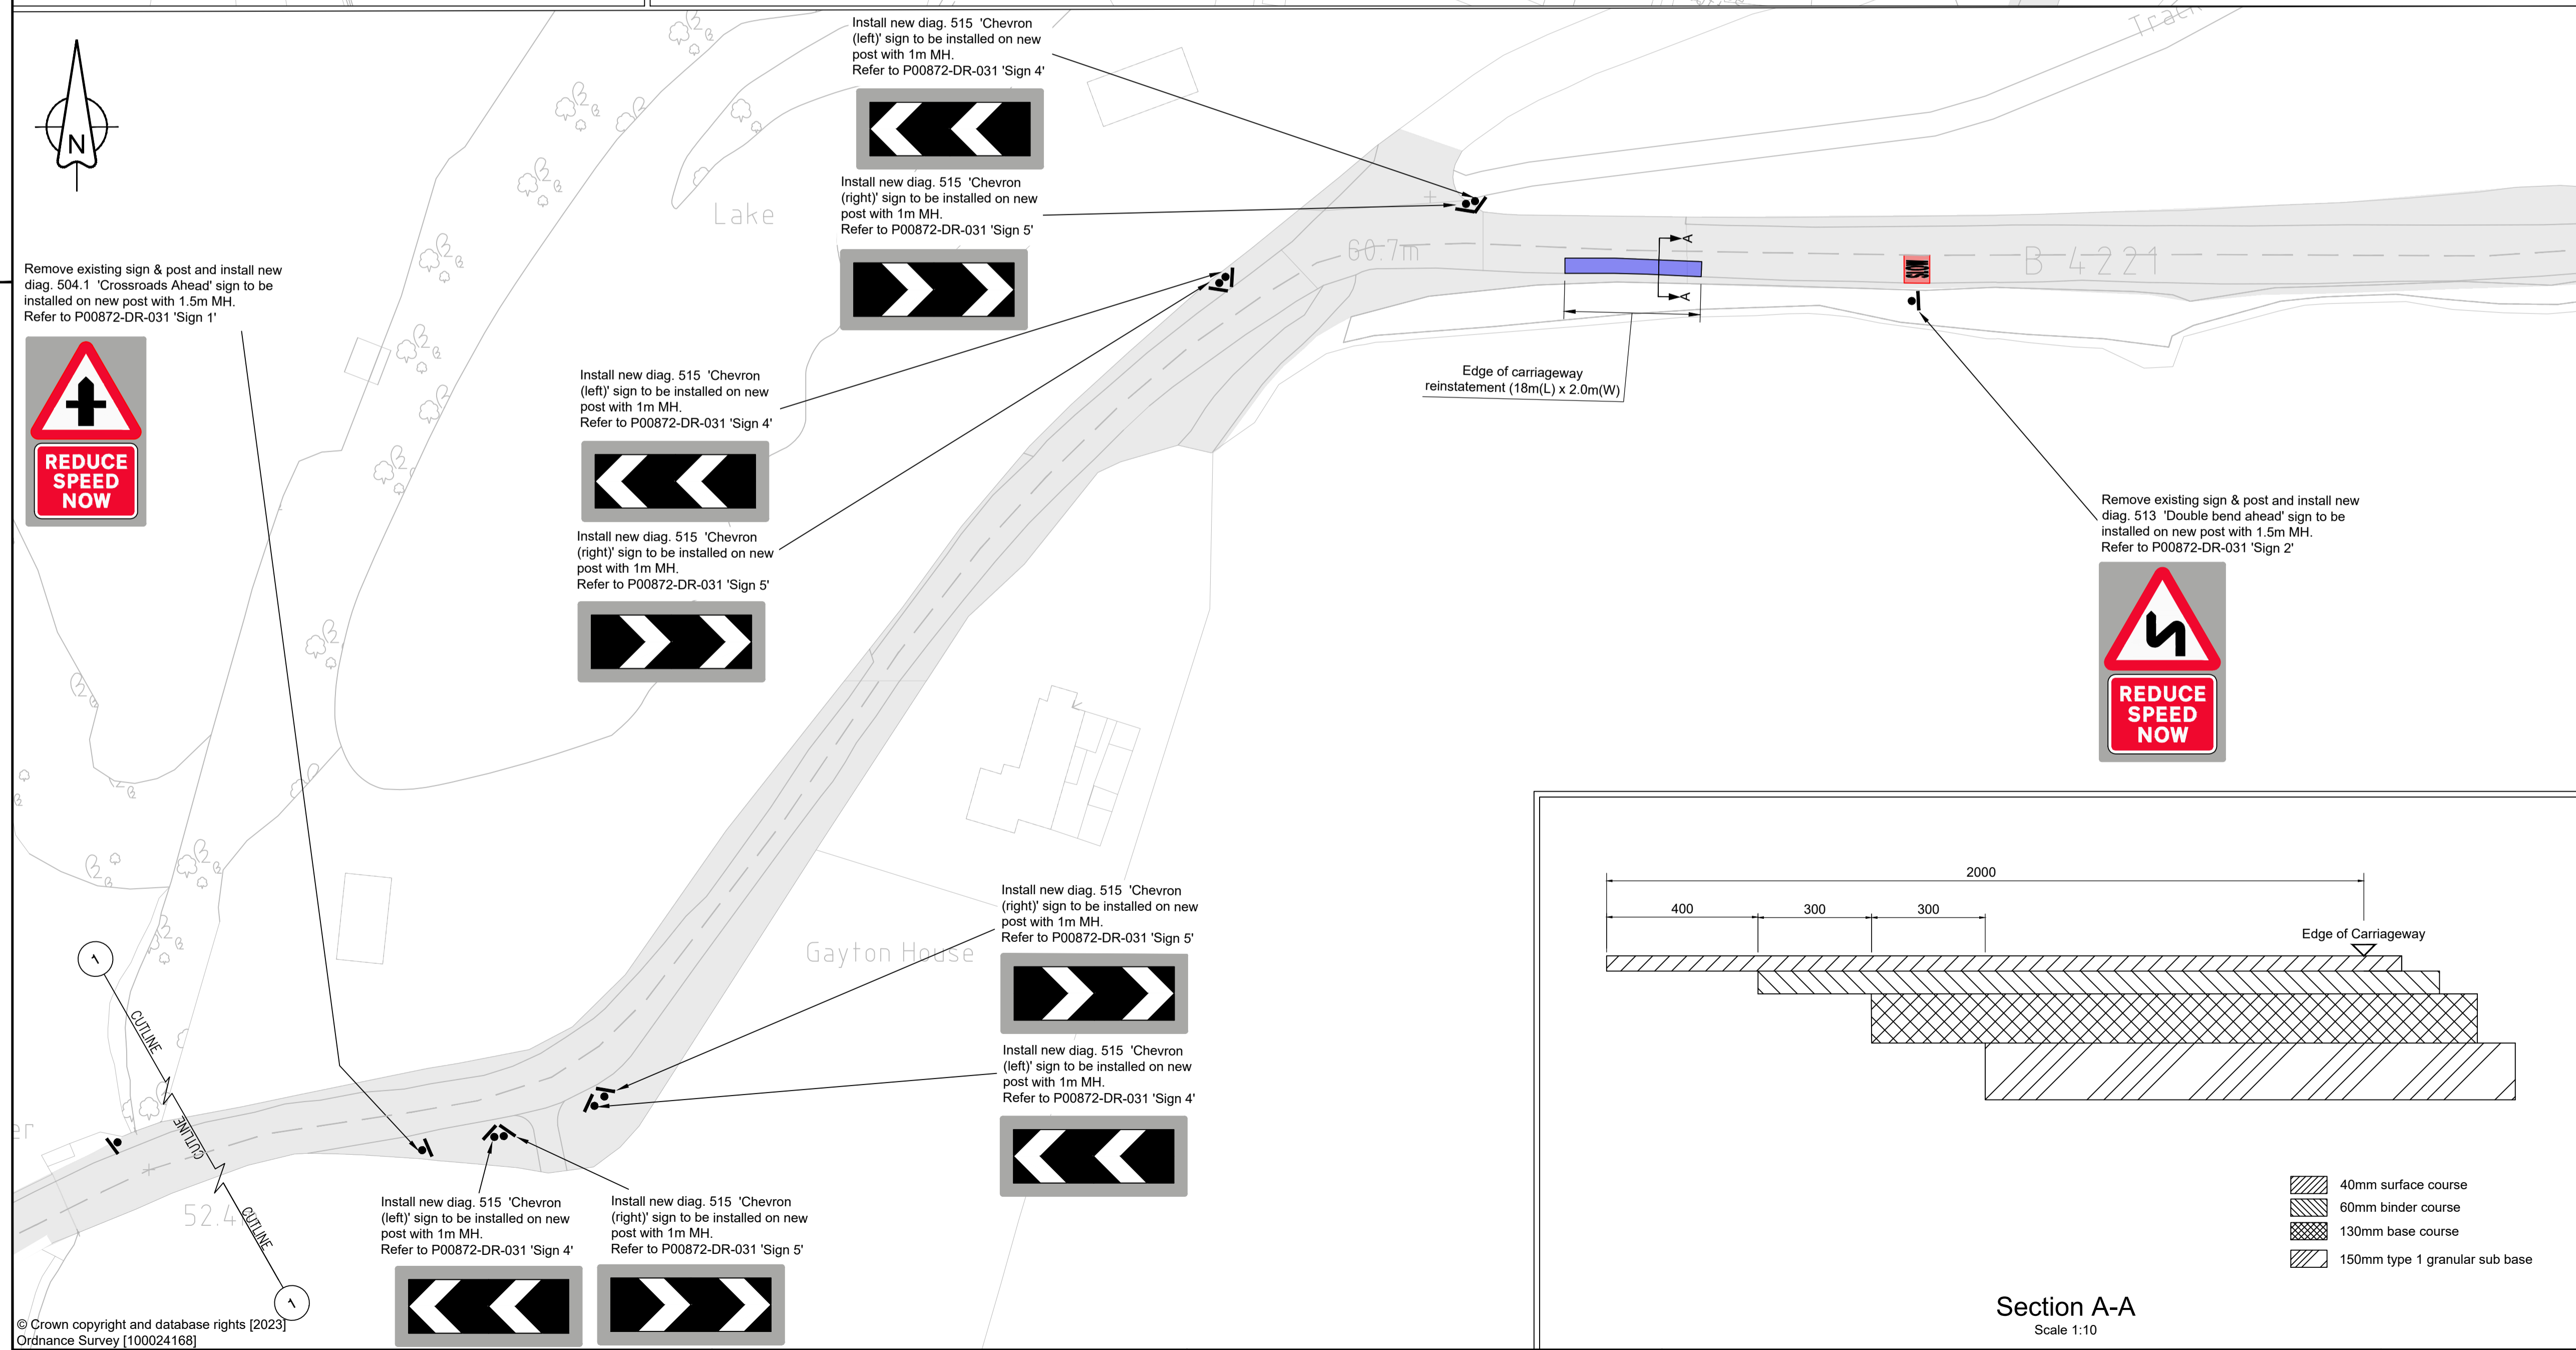 N
Install new diag. 515 'Chevron
(left)' sign to be installed on new
post with 1m MH.
Refer to P00872-DR-031 'Sign 4'
Install new diag. 515 'Chevron
(right)' sign to be installed on new
post with 1m MH.
Refer to P00872-DR-031 'Sign 5'
Track
Lake
60.7m
A
A
SLOW
B 4221
Edge of carriageway
reinstatement (18m(L) x 2.0m(W)
Remove existing sign & post and install new
diag. 504.1 'Crossroads Ahead' sign to be
installed on new post with 1.5m MH.
Refer to P00872-DR-031 'Sign 1'
REDUCE
SPEED
NOW
Install new diag. 515 'Chevron
(left)' sign to be installed on new
post with 1m MH.
Refer to P00872-DR-031 'Sign 4'
Install new diag. 515 'Chevron
(right)' sign to be installed on new
post with 1m MH.
Refer to P00872-DR-031 'Sign 5'
Remove existing sign & post and install new
diag. 513 'Double bend ahead' sign to be
installed on new post with 1.5m MH.
Refer to P00872-DR-031 'Sign 2'
REDUCE
SPEED
NOW
Gayton House
Install new diag. 515 'Chevron
(right)' sign to be installed on new
post with 1m MH.
Refer to P00872-DR-031 'Sign 5'
Install new diag. 515 'Chevron
(left)' sign to be installed on new
post with 1m MH.
Refer to P00872-DR-031 'Sign 4'
1
CUTLINE
CUTLINE
CUTLINE
1
Install new diag. 515 'Chevron
(left)' sign to be installed on new
post with 1m MH.
Refer to P00872-DR-031 'Sign 4'
Install new diag. 515 'Chevron
(right)' sign to be installed on new
post with 1m MH.
Refer to P00872-DR-031 'Sign 5'
© Crown copyright and database rights [2023]
Ordnance Survey [100024168]
2000
400
300
300
Edge of Carriageway
40mm surface course
60mm binder course
130mm base course
150mm type 1 granular sub base
Section A-A
Scale 1:10